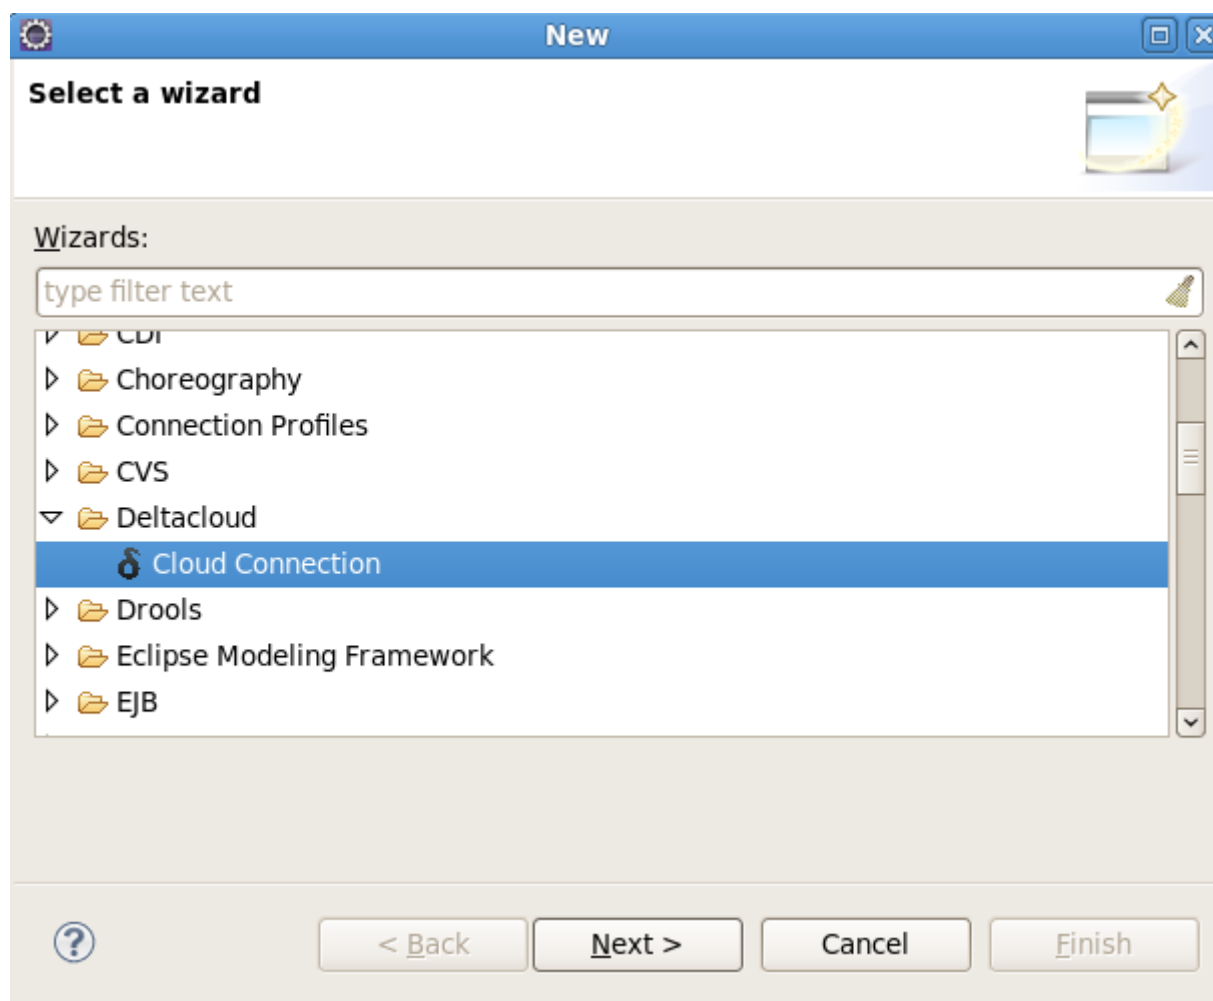 New
Select a wizard
Wizards:
type filter text
CDI
Choreography
Connection Profiles
CVS
Deltacloud
Cloud Connection
Drools
Eclipse Modeling Framework
EJB
< Back Next > Cancel Finish